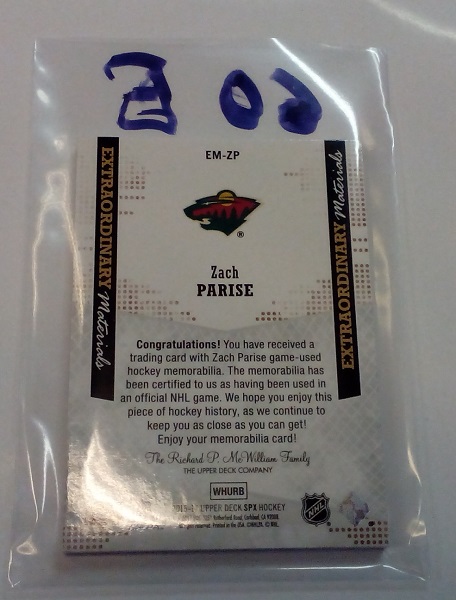 EM-ZP
Zach
PARISE
EXTRAORDINARY Materials
EXTRAORDINARY Materials
Congratulations! You have received a
trading card with Zach Parise game-used
hockey memorabilia. The memorabilia has
been certified to us as having been used in
an official NHL game. We hope you enjoy this
piece of hockey history, as we continue to
keep you as close as you can get!
Enjoy your memorabilia card!
The Richard P. McWilliam Family
THE UPPER DECK COMPANY
WHURB
UPPER DECK SPX HOCKEY
NHL